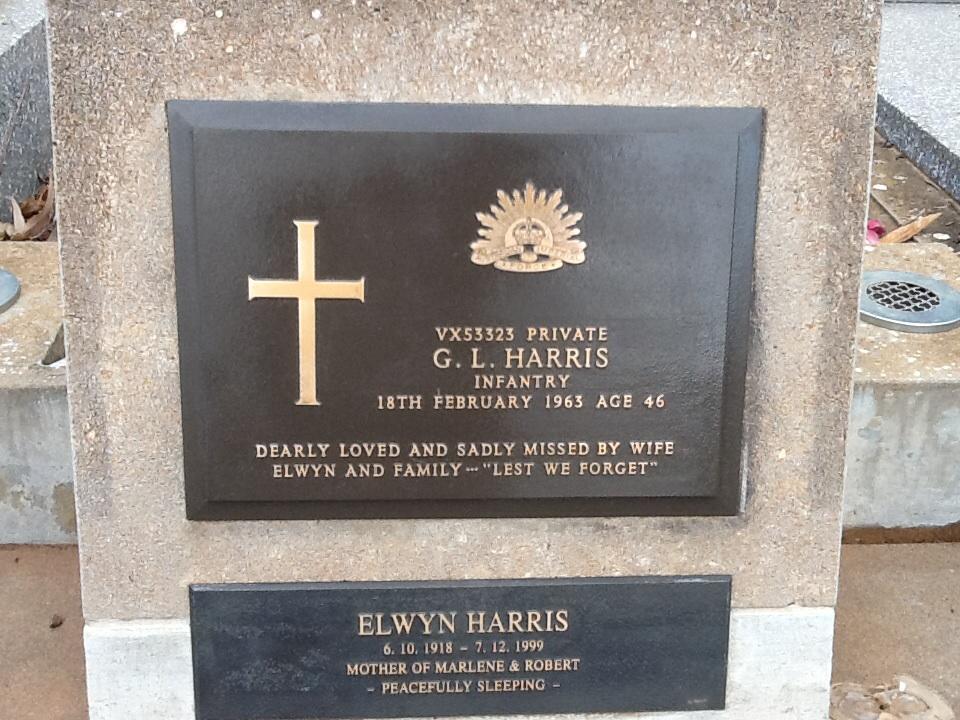 VX53323 PRIVATE
G. L. HARRIS
INFANTRY
18TH FEBRUARY 1963 AGE 46
DEARLY LOVED AND SADLY MISSED BY WIFE
ELWYN AND FAMILY--- "LEST WE FORGET"
ELWYN HARRIS
6. 10. 1918 – 7. 12. 1999
MOTHER OF MARLENE & ROBERT
– PEACEFULLY SLEEPING –